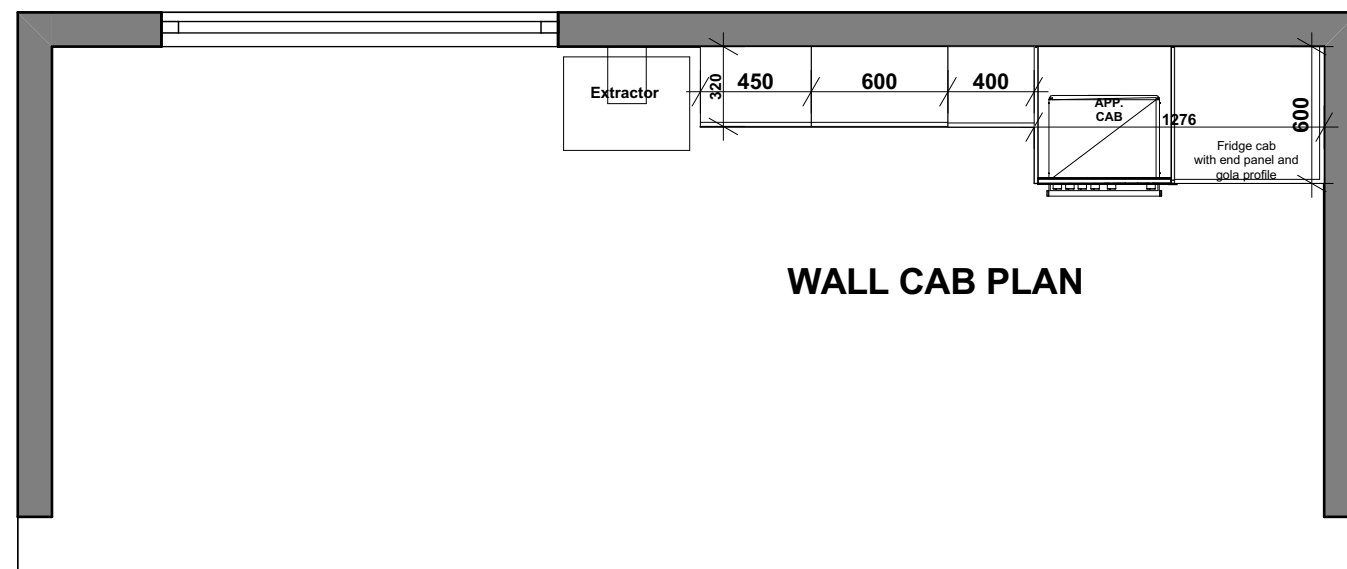 Extractor
320
450
600
400
APP.
CAB
1276
600
Fridge cab
with end panel and
gola profile
WALL CAB PLAN